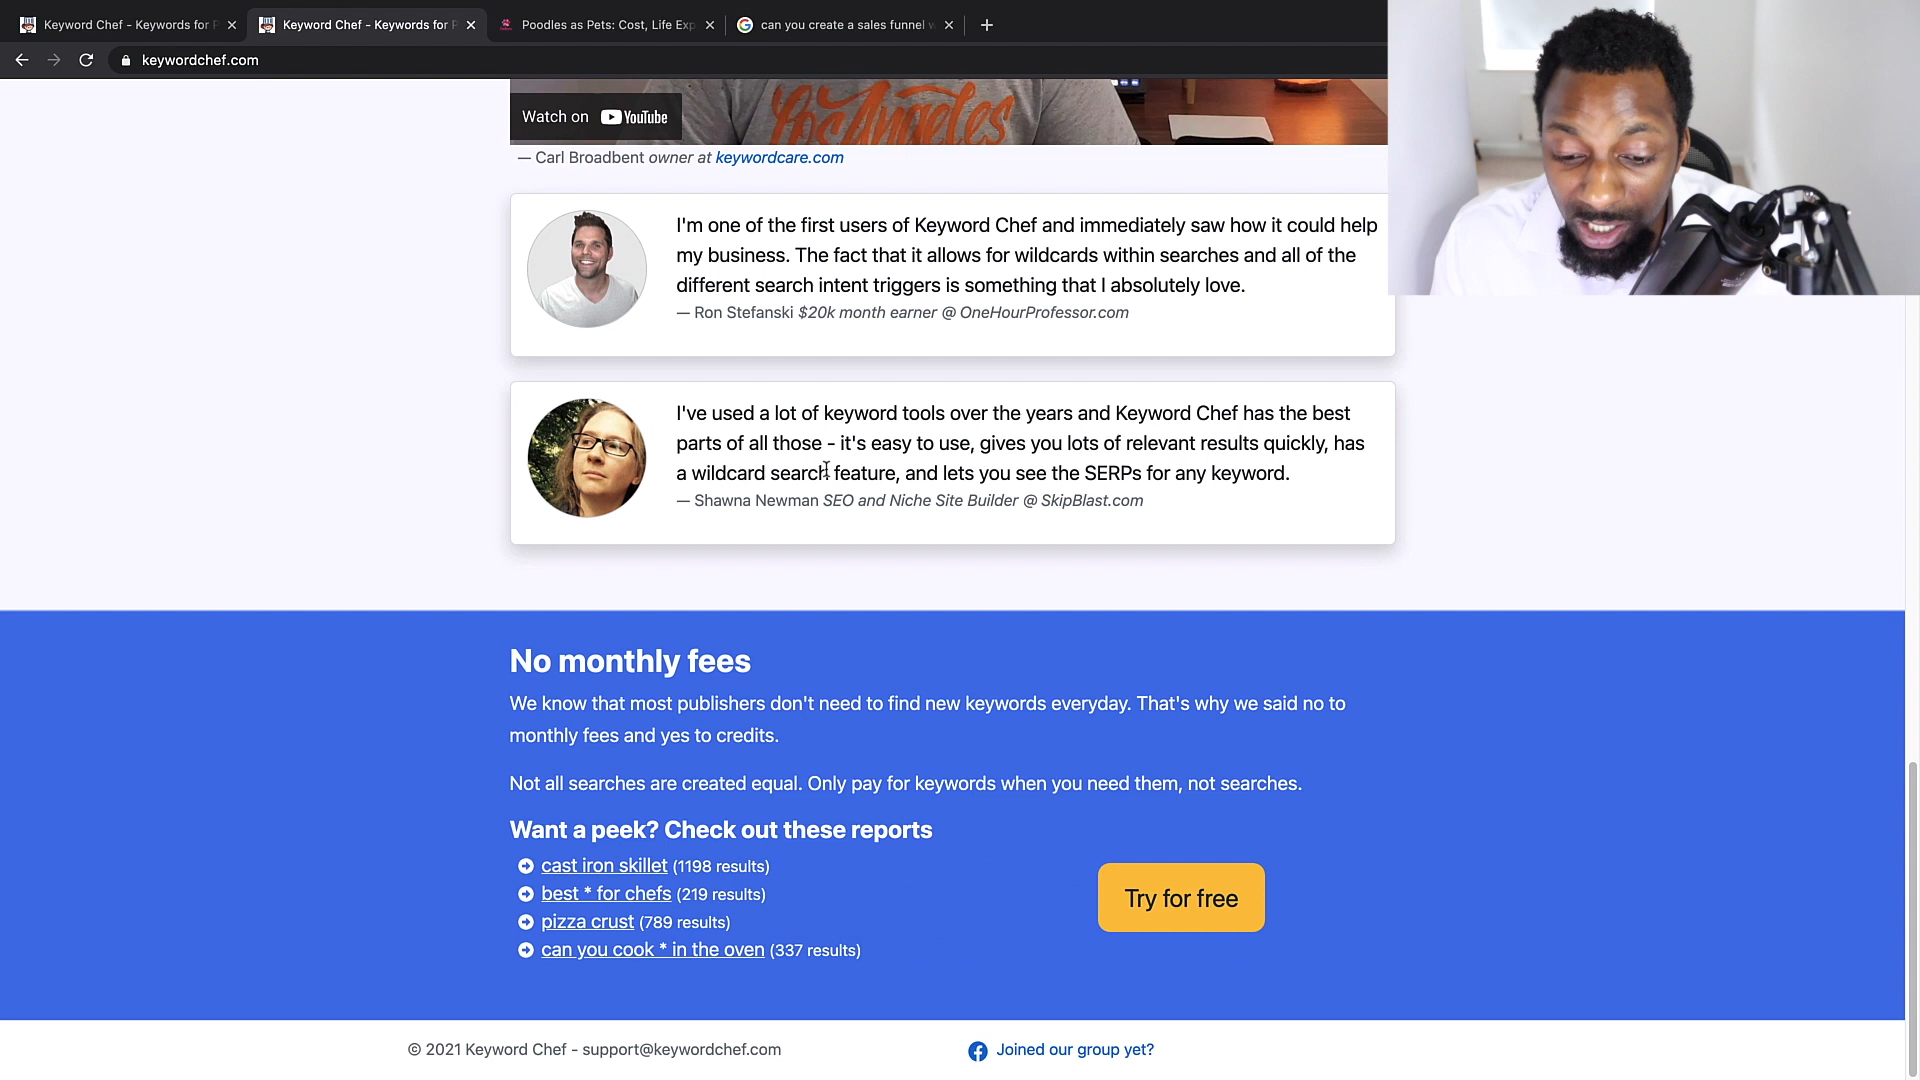 Keyword Chef - Keywords for P
Keyword Chef - Keywords for P
Poodles as Pets: Cost, Life Exp
can you create a sales funnel w
keywordchef.com
Los Angeles
Watch on YouTube
— Carl Broadbent owner at keywordcare.com
I'm one of the first users of Keyword Chef and immediately saw how it could help
my business. The fact that it allows for wildcards within searches and all of the
different search intent triggers is something that I absolutely love.
— Ron Stefanski $20k month earner @ OneHourProfessor.com
I've used a lot of keyword tools over the years and Keyword Chef has the best
parts of all those - it's easy to use, gives you lots of relevant results quickly, has
a wildcard search feature, and lets you see the SERPs for any keyword.
— Shawna Newman SEO and Niche Site Builder @ SkipBlast.com
No monthly fees
We know that most publishers don't need to find new keywords everyday. That's why we said no to
monthly fees and yes to credits.
Not all searches are created equal. Only pay for keywords when you need them, not searches.
Want a peek? Check out these reports
cast iron skillet (1198 results)
best * for chefs (219 results)
pizza crust (789 results)
can you cook * in the oven (337 results)
Try for free
© 2021 Keyword Chef - support@keywordchef.com
Joined our group yet?